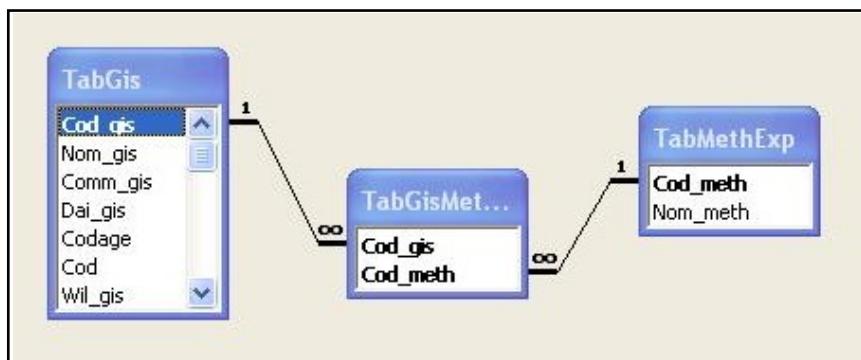 TabGis
Cod_gis
Nom_gis
Comm_gis
Dai_gis
Codage
Cod
Wil_gis
1
∞
TabGisMet...
Cod_gis
Cod_meth
∞
1
TabMethExp
Cod_meth
Nom_meth